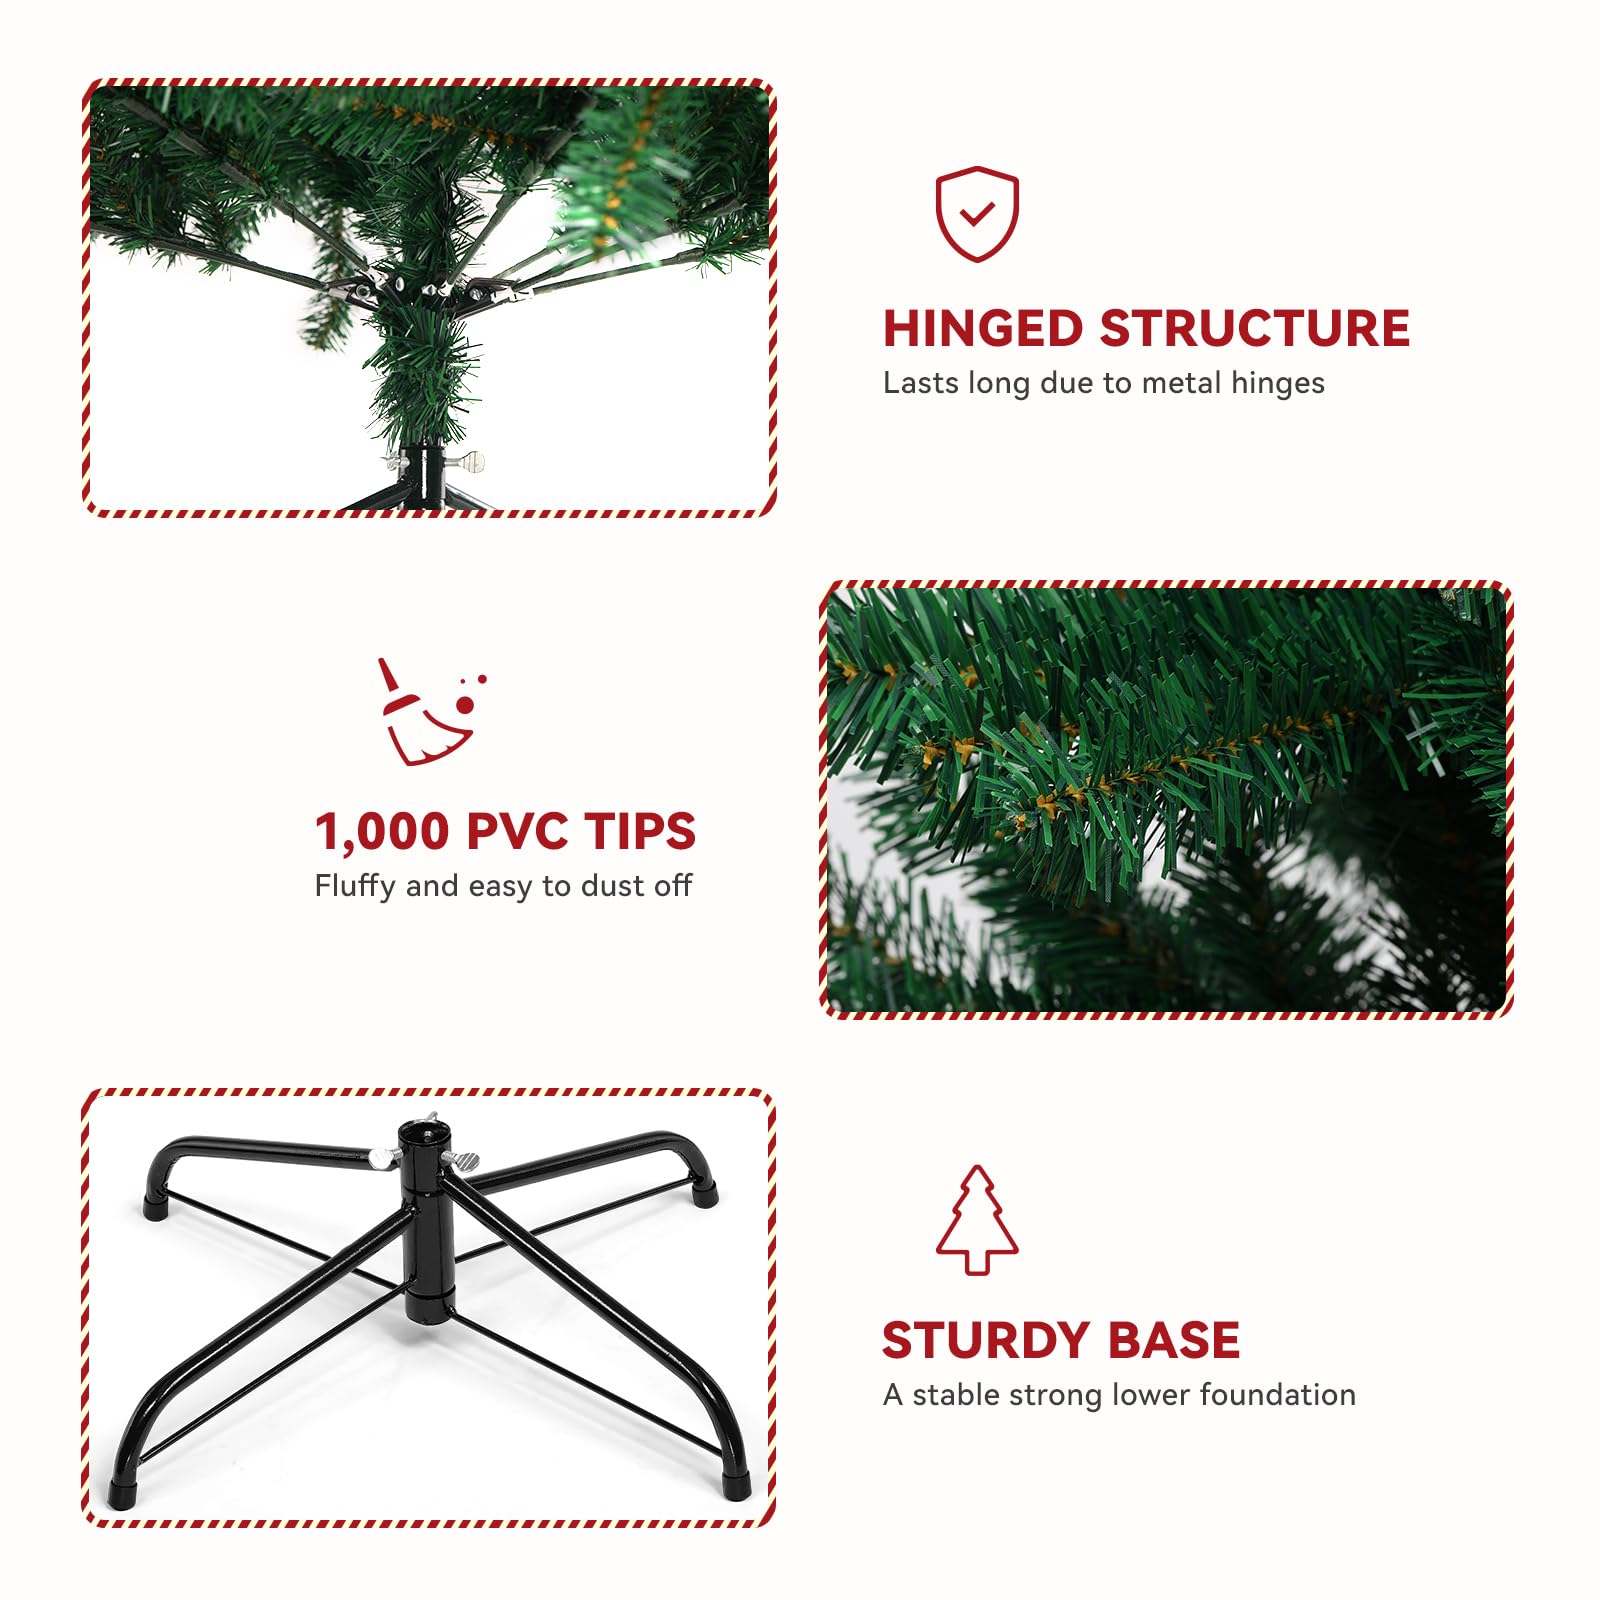 HINGED STRUCTURE
Lasts long due to metal hinges
1,000 PVC TIPS
Fluffy and easy to dust off
STURDY BASE
A stable strong lower foundation